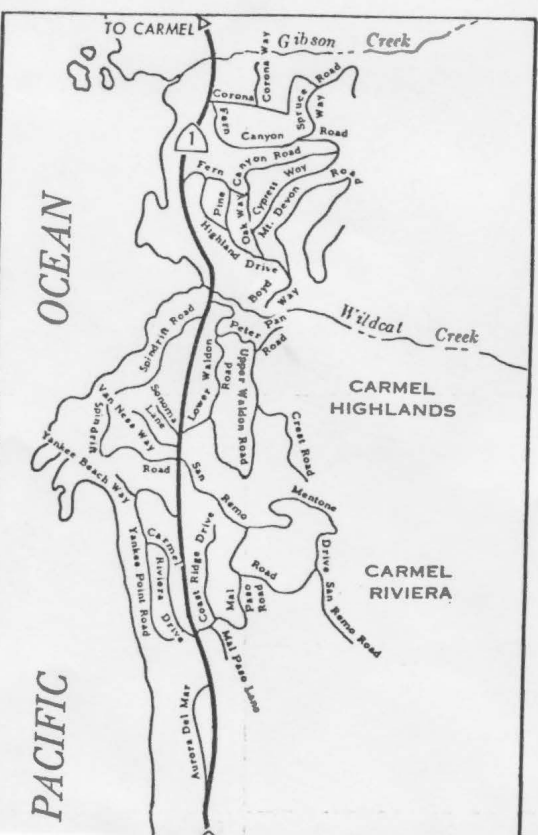 TO CARMEL
Gibson Creek
Corona Way
Corona Road
Fern
Spruce Way
Canyon Road
1
Fern Canyon Road
Pine
Oak Way
Cypress Way
Mt. Devon Road
Highland Drive
Boyd Way
OCEAN
Wildcat Creek
Peter Pan Road
Spindrift Road
Lower Waldon Road
Upper Waldon Road
CARMEL
HIGHLANDS
Sonoma Lane
Van Ness Way
Spindrift Road
Crest Road
Yankee Beach Way
San Remo Road
Mentone Drive
Carmel Riviera Drive
Coast Ridge Drive
Mal Paso Road
CARMEL
RIVIERA
San Remo Road
Yankee Point Road
Mal Paso Lane
Aurora Del Mar
PACIFIC